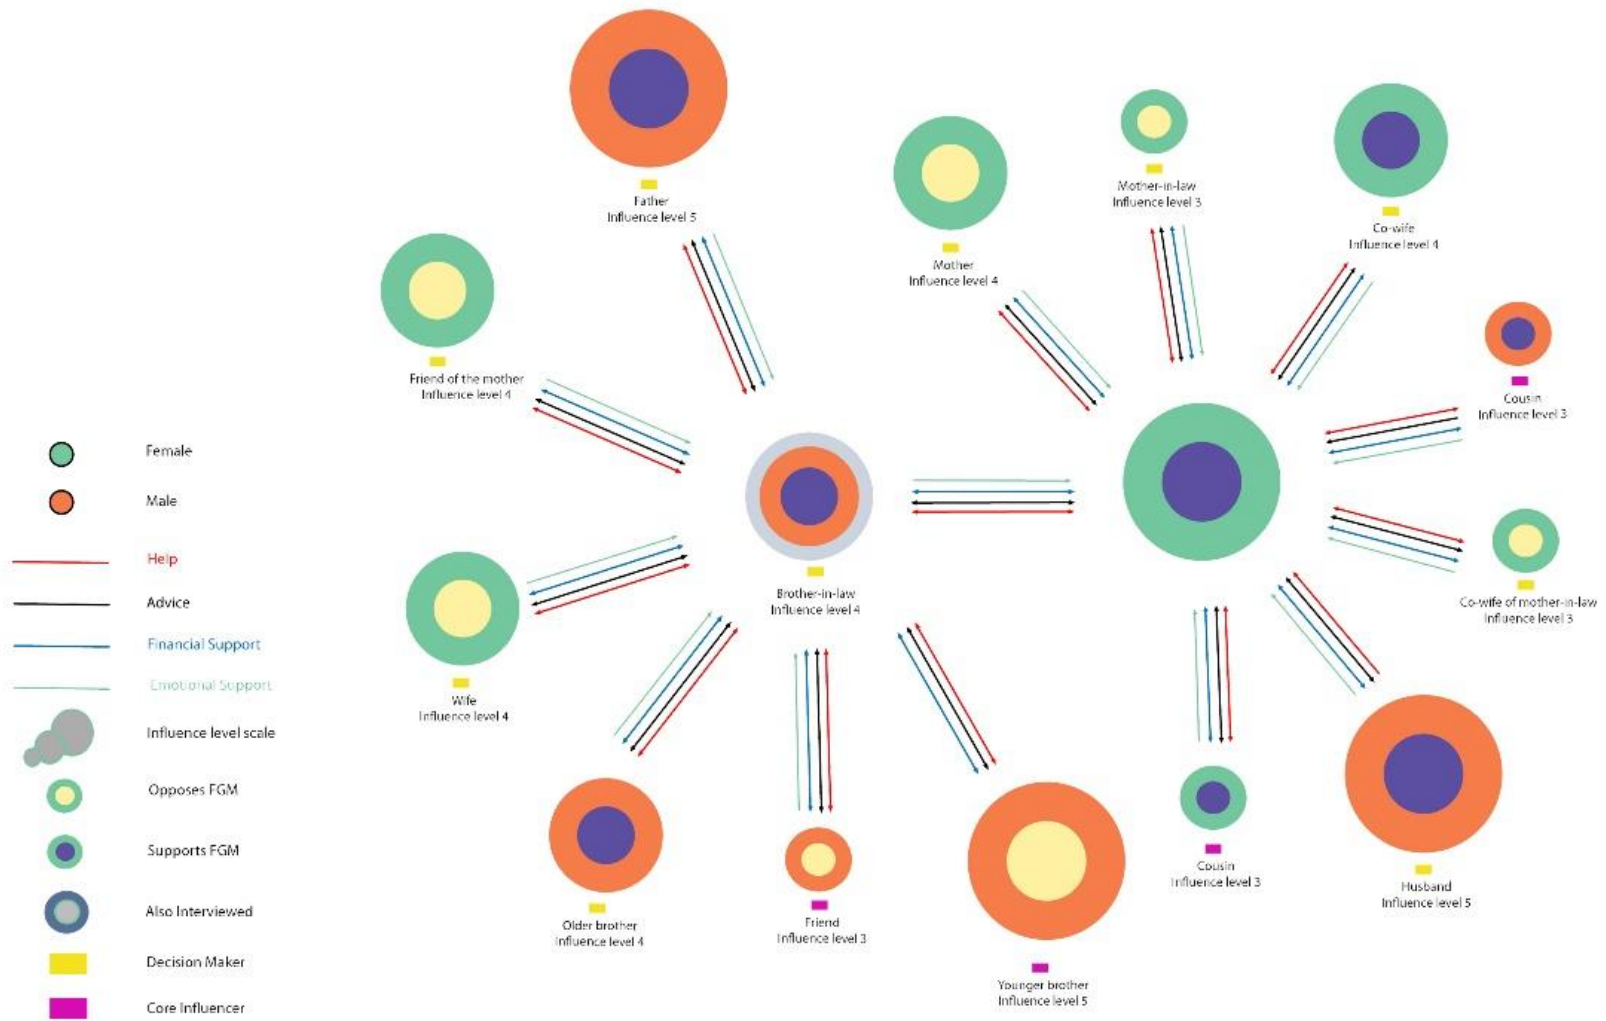 Father
Influence level 5
Friend of the mother
Influence level 4
Mother
Influence level 4
Mother-in-law
Influence level 3
Co-wife
Influence level 4
Cousin
Influence level 3
Brother-in-law
Influence level 4
Co-wife of mother-in-law
Influence level 3
Wife
Influence level 4
Older brother
Influence level 4
Friend
Influence level 3
Younger brother
Influence level 5
Cousin
Influence level 3
Husband
Influence level 5
Female
Male
Help
Advice
Financial Support
Emotional Support
Influence level scale
Opposes FGM
Supports FGM
Also Interviewed
Decision Maker
Core Influencer